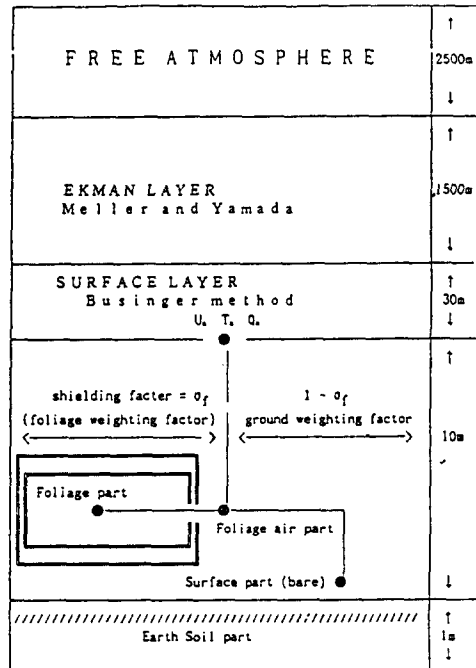 FREE ATMOSPHERE
↑
2500m
↓
EKMAN LAYER
Meller and Yamada
↑
1500m
↓
SURFACE LAYER
Businger method
U. T. Q.
↑
30m
↓
shielding facter = σf
(foliage weighting factor)
1 - σf
ground weighting factor
↑
10m
↓
Foliage part
Foliage air part
Surface part (bare)
Earth Soil part
↑
1m
↓